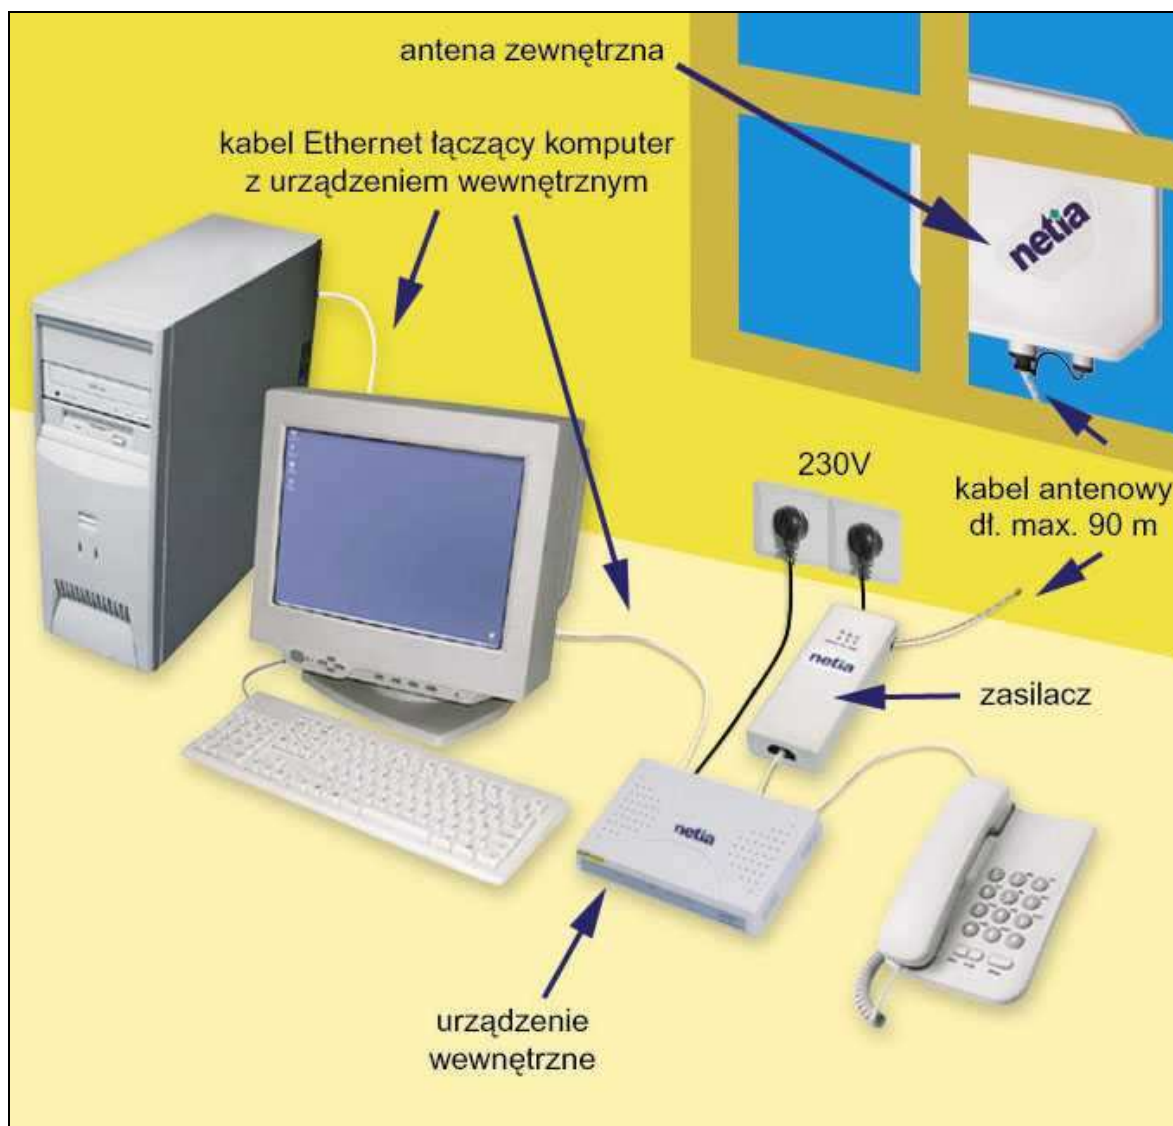 antena zewnętrzna
kabel Ethernet łączący komputer
z urządzeniem wewnętrznym
netia
230V
kabel antenowy
dł. max. 90 m
netia
zasilacz
netia
urządzenie
wewnętrzne